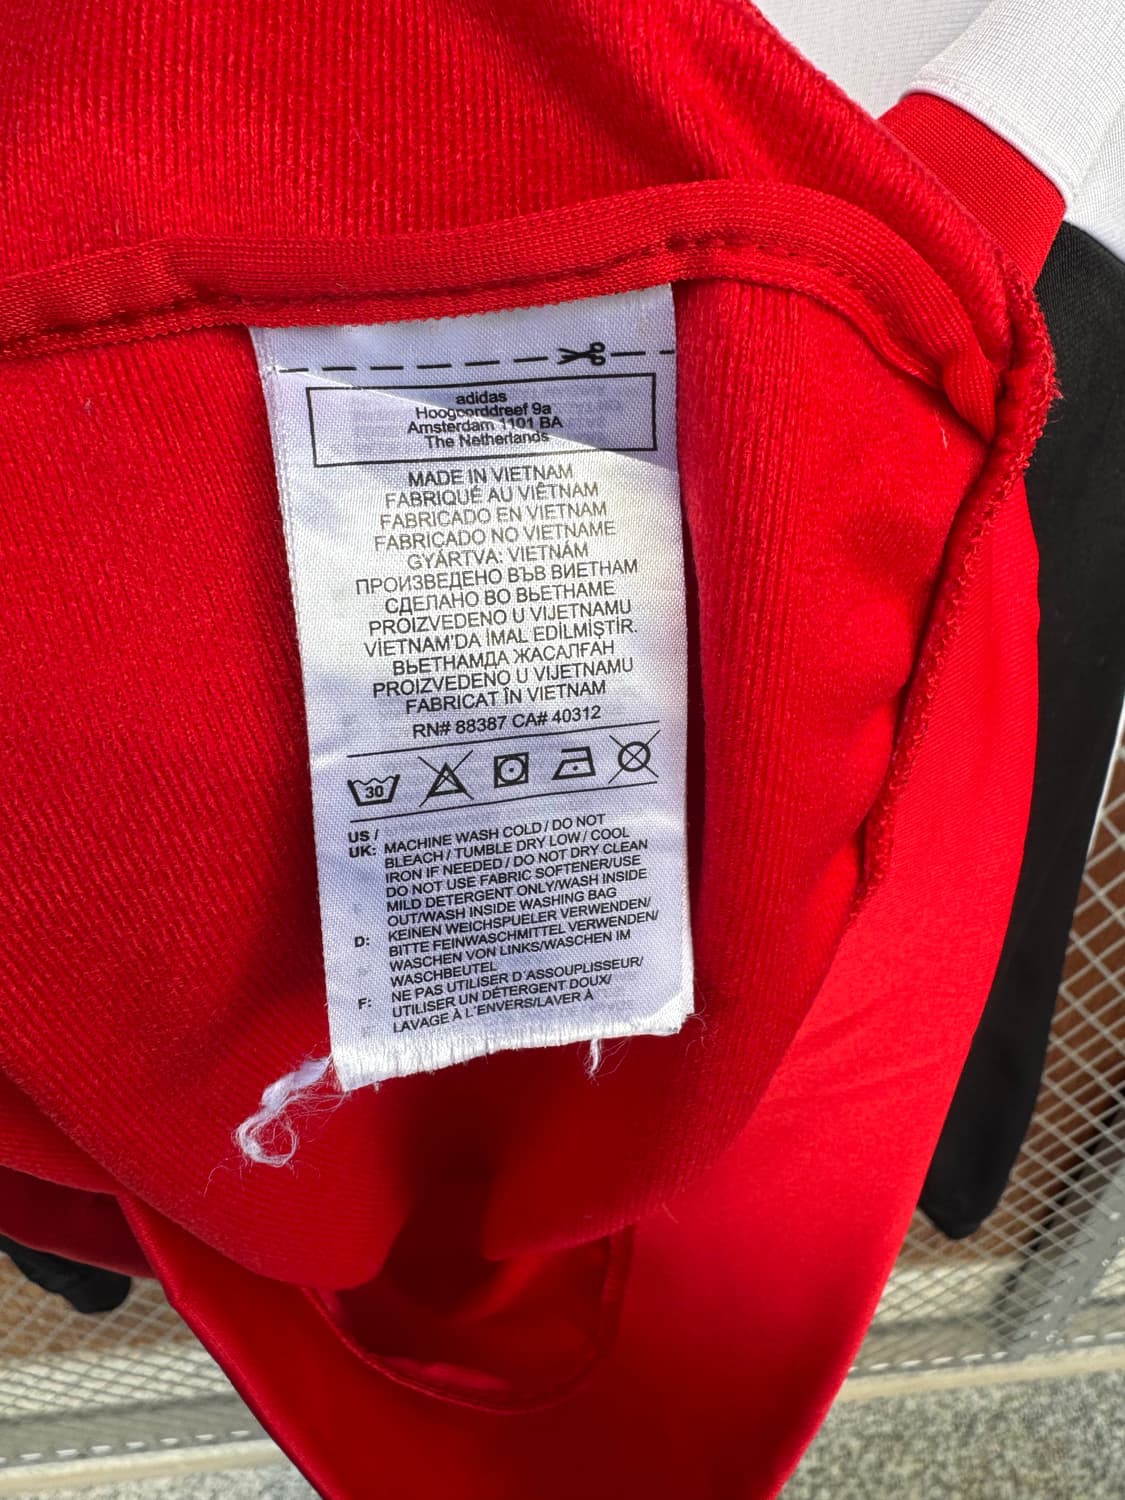 adidas
Hoogoorddreef 9a
Amsterdam 1101 BA
The Netherlands
MADE IN VIETNAM
FABRIQUÉ AU VIÊTNAM
FABRICADO EN VIETNAM
FABRICADO NO VIETNAME
GYÁRTVA: VIETNÁM
ПРОИЗВЕДЕНО ВЪВ ВИЕТНАМ
СДЕЛАНО ВО ВЬЕТНАМЕ
PROIZVEDENO U VIJETNAMU
VİETNAM'DA İMAL EDİLMİŞTİR.
ВЬЕТНАМДА ЖАСАЛҒАН
PROIZVEDENO U VIJETNAMU
FABRICAT ÎN VIETNAM
RN# 88387 CA# 40312
30
US /
UK: MACHINE WASH COLD / DO NOT
BLEACH / TUMBLE DRY LOW / COOL
IRON IF NEEDED / DO NOT DRY CLEAN
DO NOT USE FABRIC SOFTENER/USE
MILD DETERGENT ONLY/WASH INSIDE
OUT/WASH INSIDE WASHING BAG
D: KEINEN WEICHSPUELER VERWENDEN/
BITTE FEINWASCHMITTEL VERWENDEN/
WASCHEN VON LINKS/WASCHEN IM
WASCHBEUTEL
F: NE PAS UTILISER D´ASSOUPLISSEUR/
UTILISER UN DÉTERGENT DOUX/
LAVAGE À L´ENVERS/LAVER À